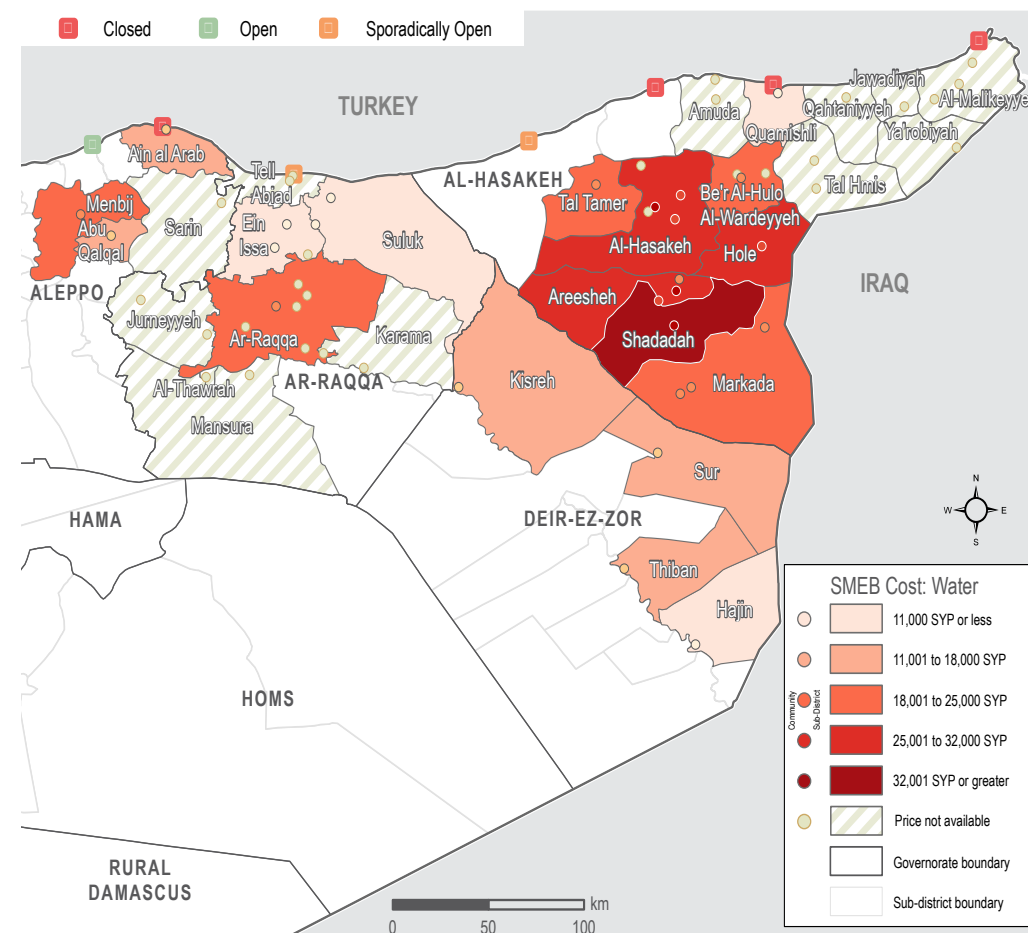 Closed
Open
Sporadically Open
TURKEY
Jawadiyah
Al-Malikeyye
Amuda
Qahtaniyyeh
Quamishli
Ya'robiyah
Ain al Arab
Tell
Abiad
AL-HASAKEH
Tal Tamer
Be'r Al-Hulo
Al-Wardeyyeh
Tal Hmis
Menbij
Abu
Qalqal
Sarin
Ein
Issa
Suluk
Al-Hasakeh
Hole
ALEPPO
IRAQ
Jurneyyeh
Ar-Raqqa
Karama
Areesheh
Shadadah
Al-Thawrah
AR-RAQQA
Kisreh
Markada
Mansura
Sur
HAMA
DEIR-EZ-ZOR
Thiban
Hajin
HOMS
RURAL
DAMASCUS
N
W
E
S
SMEB Cost: Water
11,000 SYP or less
11,001 to 18,000 SYP
Community
Sub-District
18,001 to 25,000 SYP
25,001 to 32,000 SYP
32,001 SYP or greater
Price not available
Governorate boundary
Sub-district boundary
km
0
50
100